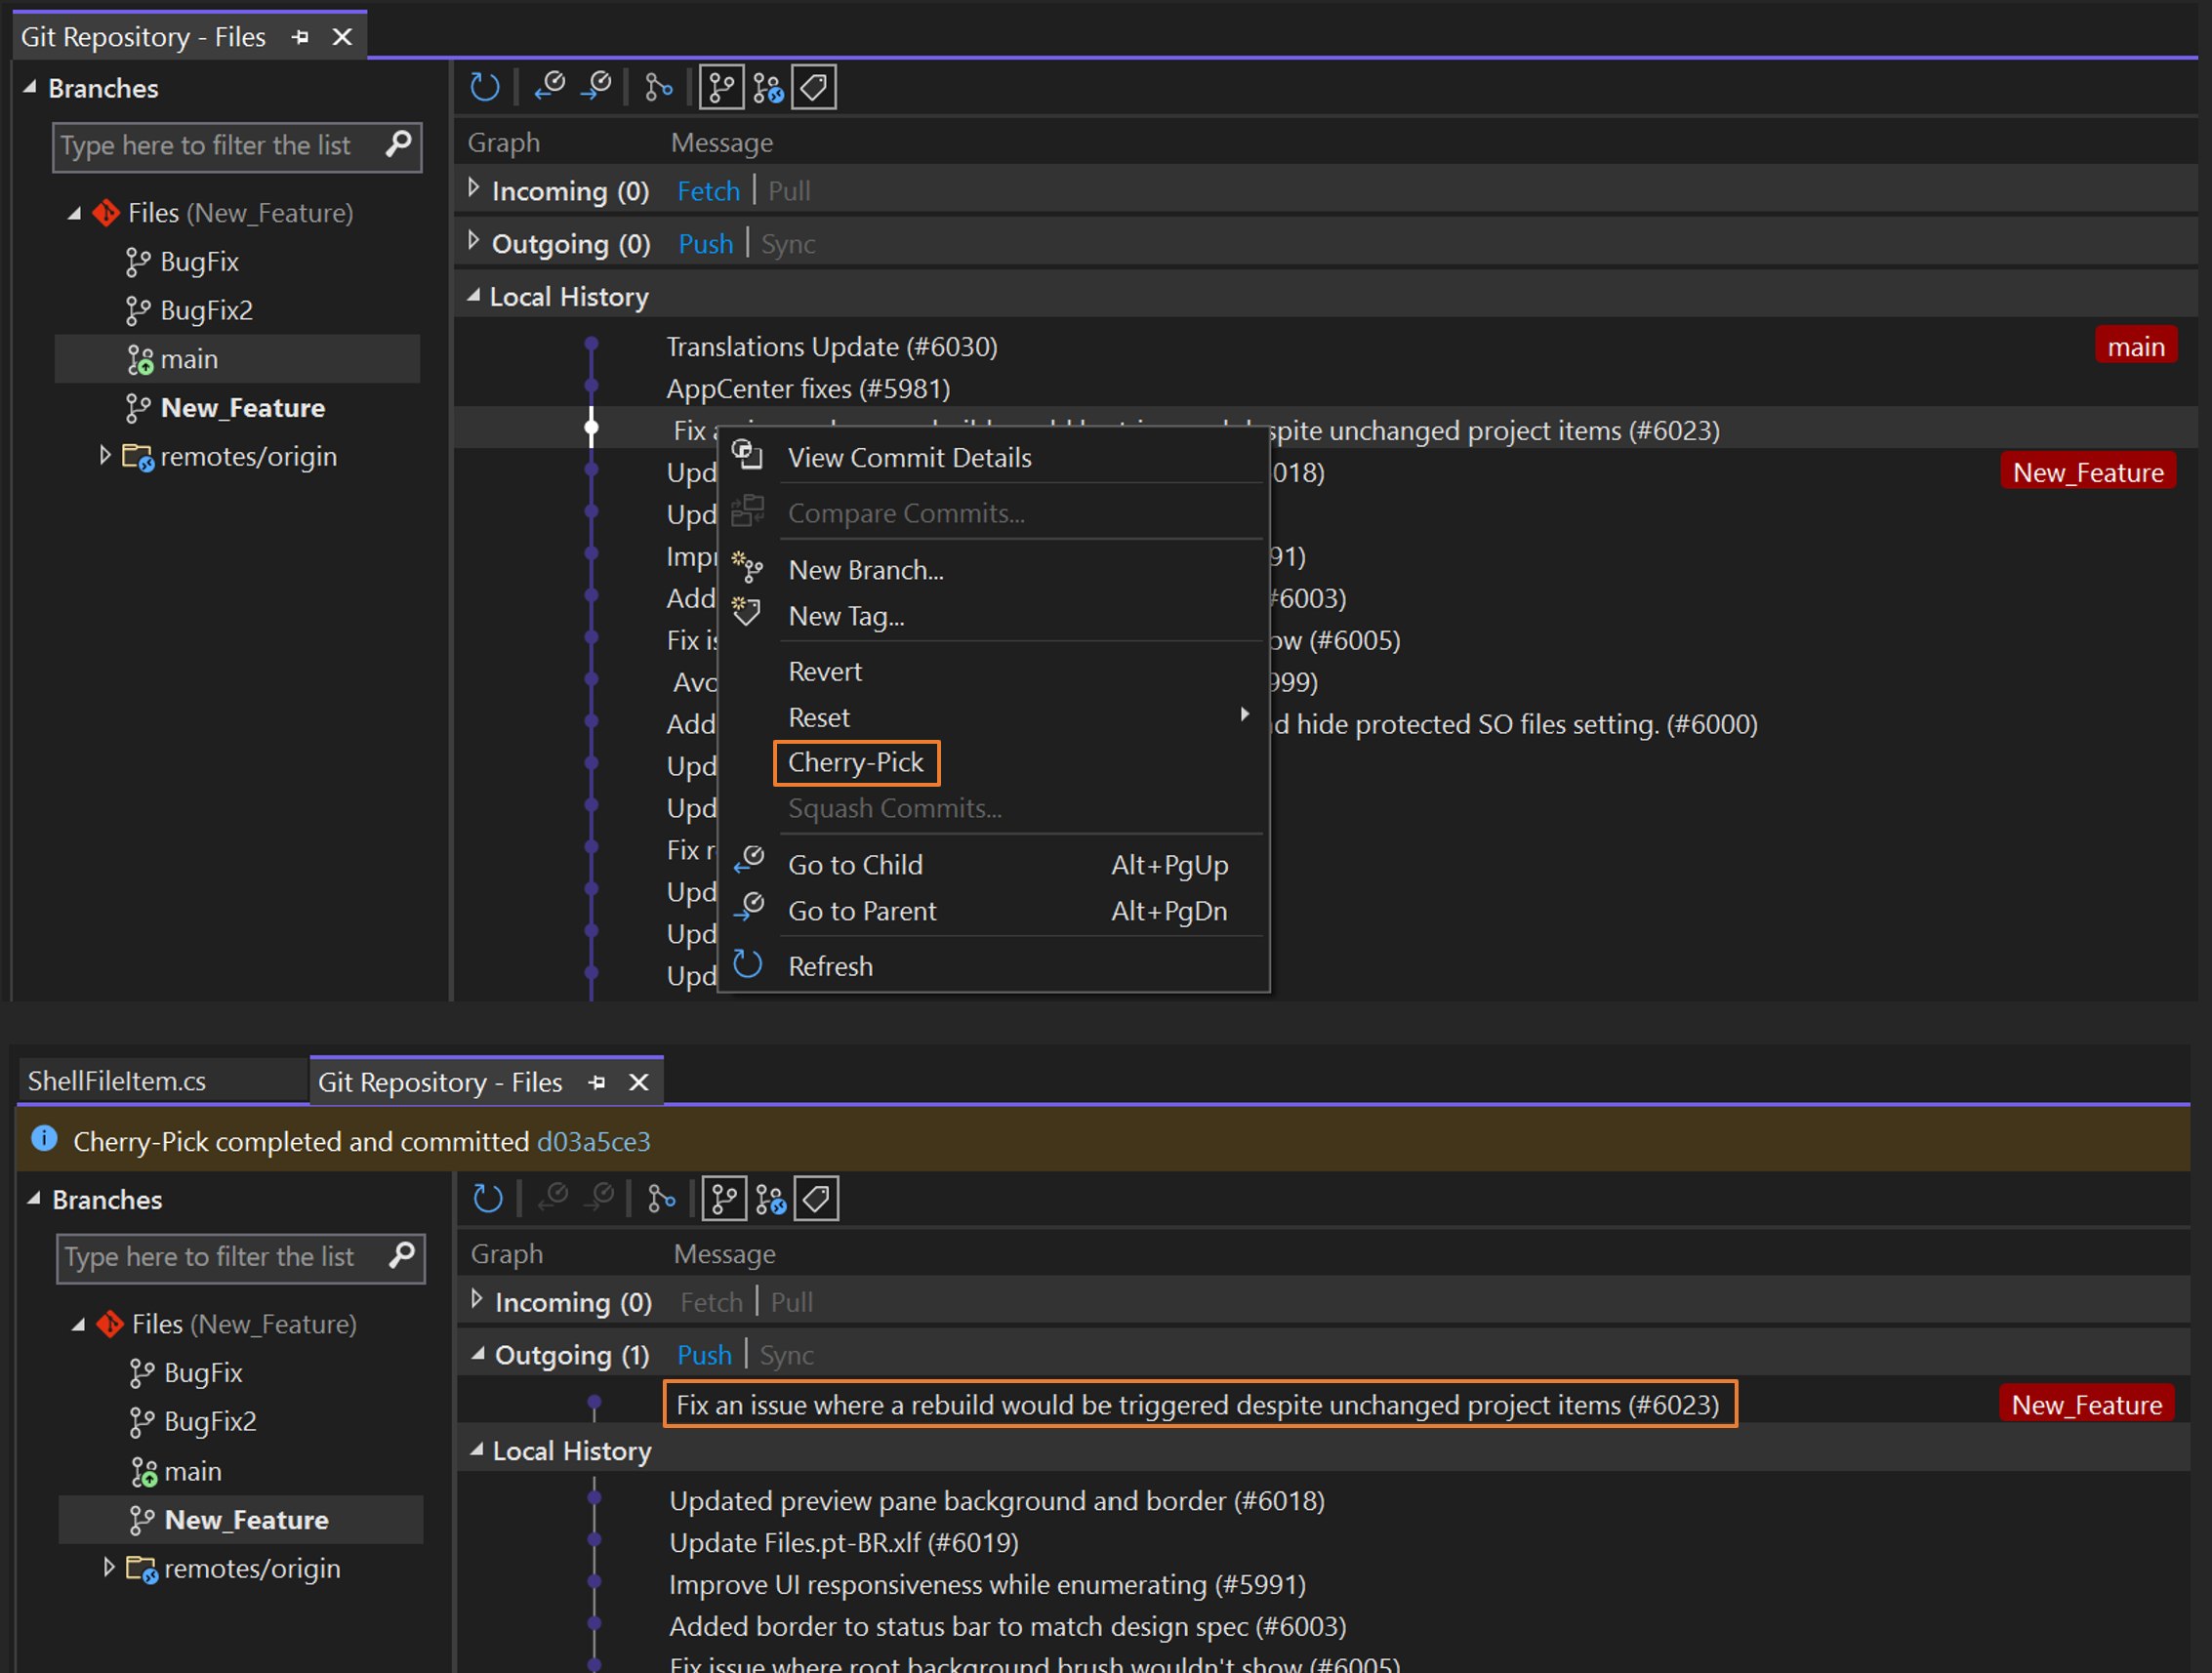 Git Repository - Files
Branches
Type here to filter the list
Files (New_Feature)
BugFix
BugFix2
main
New_Feature
remotes/origin
Graph Message
Incoming (0) Fetch | Pull
Outgoing (0) Push | Sync
Local History
Translations Update (#6030) main
AppCenter fixes (#5981)
Fix spite unchanged project items (#6023)
Upd 018) New_Feature
Upd
Impr 91)
Add #6003)
Fix is ow (#6005)
Avo 999)
Add d hide protected SO files setting. (#6000)
Upd
Upd
Fix r
Upd
Upd
Upd
View Commit Details
Compare Commits...
New Branch...
New Tag...
Revert
Reset
Cherry-Pick
Squash Commits...
Go to Child Alt+PgUp
Go to Parent Alt+PgDn
Refresh
ShellFileItem.cs Git Repository - Files
Cherry-Pick completed and committed d03a5ce3
Branches
Type here to filter the list
Files (New_Feature)
BugFix
BugFix2
main
New_Feature
remotes/origin
Graph Message
Incoming (0) Fetch | Pull
Outgoing (1) Push | Sync
Fix an issue where a rebuild would be triggered despite unchanged project items (#6023) New_Feature
Local History
Updated preview pane background and border (#6018)
Update Files.pt-BR.xlf (#6019)
Improve UI responsiveness while enumerating (#5991)
Added border to status bar to match design spec (#6003)
Fix issue where root background brush wouldn't show (#6005)